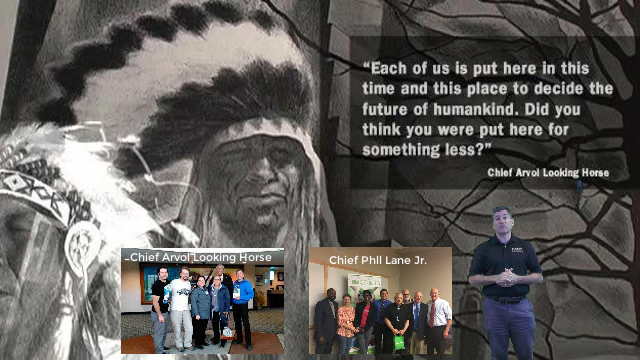 “Each of us is put here in this
time and this place to decide the
future of humankind. Did you
think you were put here for
something less?”
Chief Arvol Looking Horse
Chief Arvol Looking Horse
Chief Phil Lane Jr.